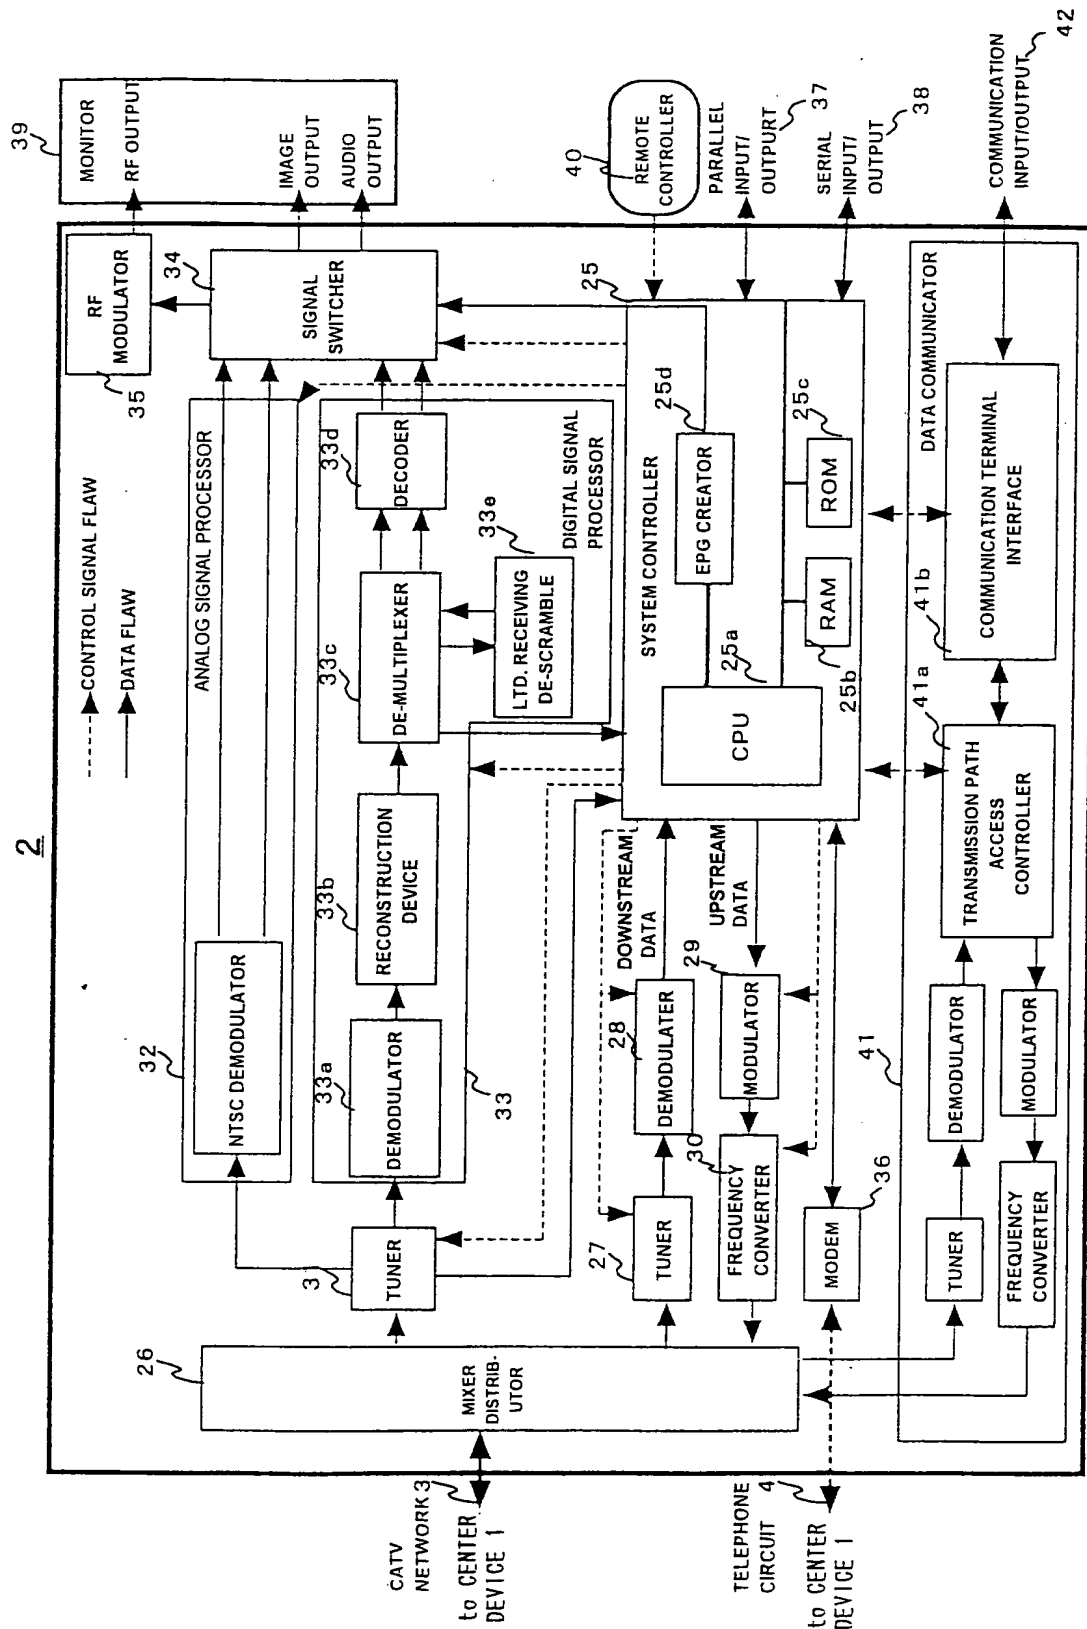 2
CONTROL SIGNAL FLAW
DATA FLAW
39
MONITOR
RF OUTPUT
IMAGE
OUTPUT
AUDIO
OUTPUT
RF
MODULATOR
35
34
SIGNAL
SWITCHER
ANALOG SIGNAL PROCESSOR
32
NTSC DEMODULATOR
33a
DEMODULATOR
33b
RECONSTRUCTION
DEVICE
33c
DE-MULTIPLEXER
33d
DECODER
33e
LTD. RECEIVING
DE-SCRAMBLE
DIGITAL SIGNAL
PROCESSOR
33
3
TUNER
26
MIXER
DISTRIB-
UTOR
CATV
NETWORK 3
to CENTER
DEVICE 1
40
REMOTE
CONTROLLER
PARALLEL
INPUT/
OUTPURT
37
SERIAL
INPUT/
OUTPUT
38
25
SYSTEM CONTROLLER
25d
EPG CREATOR
25a
CPU
25c
ROM
RAM
25b
DOWNSTREAM
DATA
UPSTREAM
DATA
27
TUNER
28
DEMODULATER
29
MODULATOR
30
FREQUENCY
CONVERTER
MODEM
36
TELEPHONE
CIRCUIT
4
to CENTER
DEVICE 1
DATA COMMUNICATOR
41
TUNER
DEMODULATOR
MODULATOR
FREQUENCY
CONVERTER
41a
TRANSMISSION PATH
ACCESS
CONTROLLER
41b
COMMUNICATION TERMINAL
INTERFACE
COMMUNICATION
INPUT/OUTPUT
42